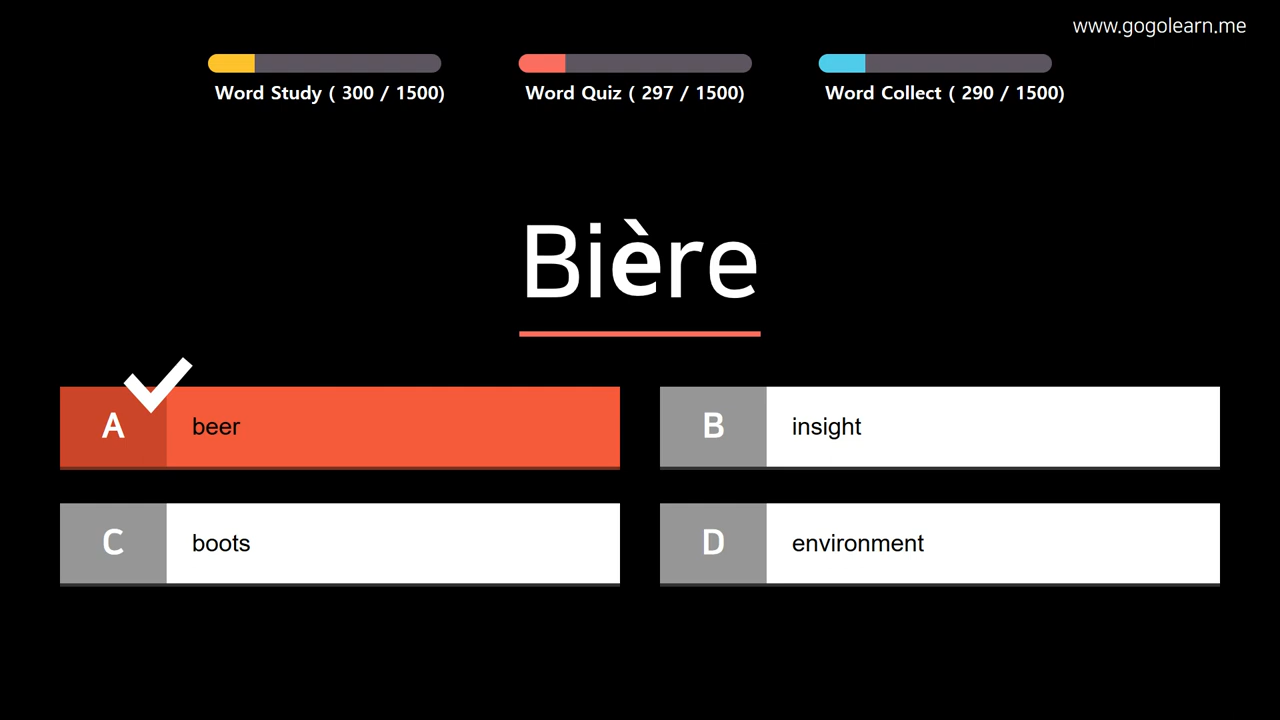 www.gogolearn.me
Word Study ( 300 / 1500)
Word Quiz ( 297 / 1500)
Word Collect ( 290 / 1500)
Bière
A beer
B insight
C boots
D environment